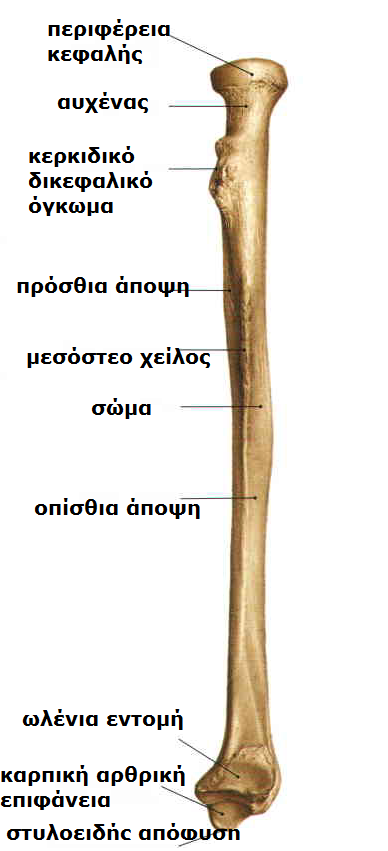 περιφέρεια
κεφαλής
αυχένας
κερκιδικό
δικεφαλικό
όγκωμα
πρόσθια άποψη
μεσόστεο χείλος
σώμα
οπίσθια άποψη
ωλένια εντομή
καρπική αρθρική
επιφάνεια
στυλοειδής απόφυση